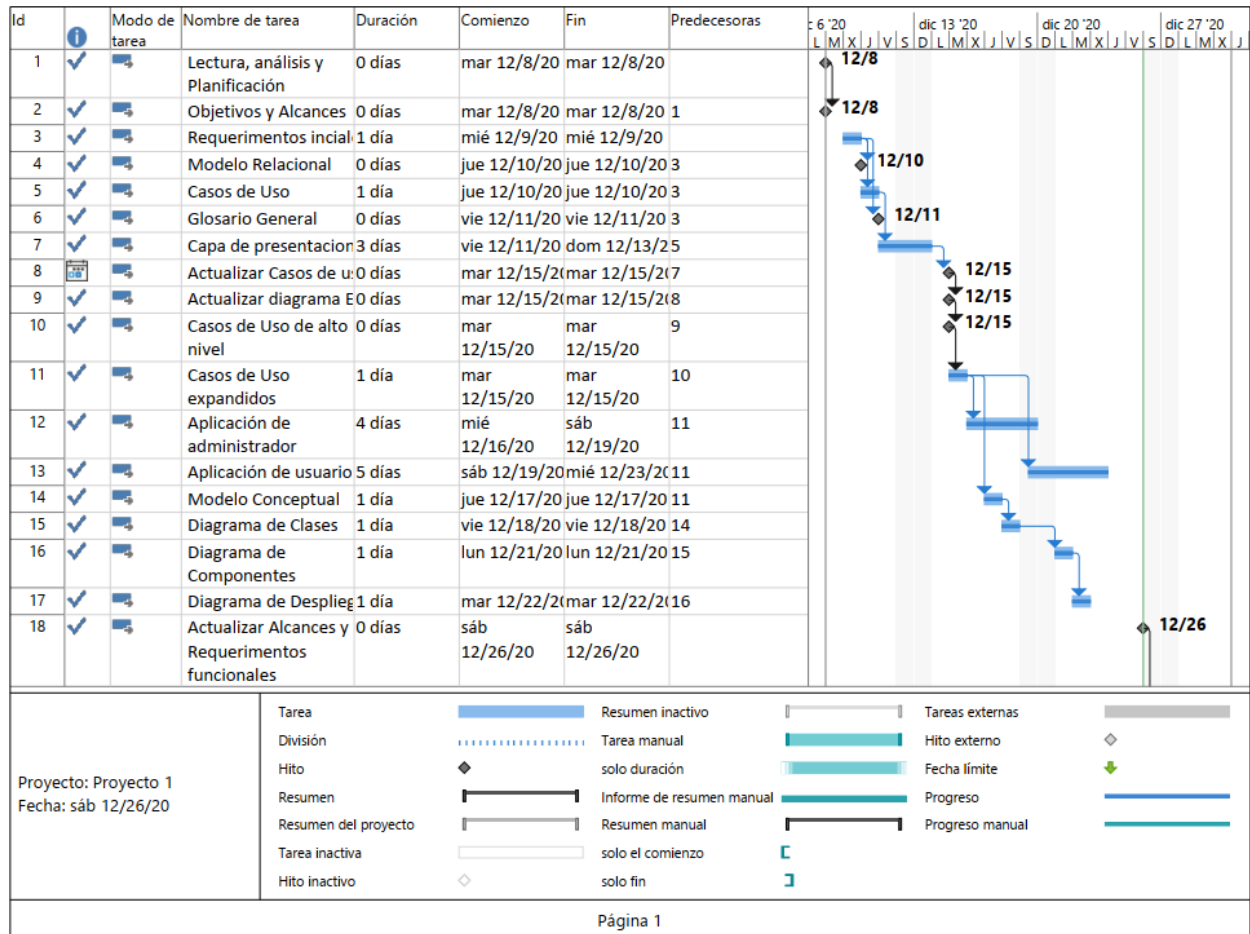 Id Modo de Nombre de tarea Duración Comienzo Fin Predecesoras 6 '20 dic 13 '20 dic 20 '20 dic 27 '20
tarea L M X J V S D L M X J V S D L M X J V S D L M X J
1 Lectura, análisis y 0 días mar 12/8/20 mar 12/8/20 12/8
Planificación
2 Objetivos y Alcances 0 días mar 12/8/20 mar 12/8/20 1 12/8
3 Requerimentos incial 1 día mié 12/9/20 mié 12/9/20
4 Modelo Relacional 0 días jue 12/10/20 jue 12/10/20 3 12/10
5 Casos de Uso 1 día jue 12/10/20 jue 12/10/20 3
6 Glosario General 0 días vie 12/11/20 vie 12/11/20 3 12/11
7 Capa de presentacion 3 días vie 12/11/20 dom 12/13/2 5
8 Actualizar Casos de u 0 días mar 12/15/20 mar 12/15/20 7 12/15
9 Actualizar diagrama E 0 días mar 12/15/20 mar 12/15/20 8 12/15
10 Casos de Uso de alto 0 días mar mar 9 12/15
nivel 12/15/20 12/15/20
11 Casos de Uso 1 día mar mar 10
expandidos 12/15/20 12/15/20
12 Aplicación de 4 días mié sáb 11
administrador 12/16/20 12/19/20
13 Aplicación de usuario 5 días sáb 12/19/20 mié 12/23/20 11
14 Modelo Conceptual 1 día jue 12/17/20 jue 12/17/20 11
15 Diagrama de Clases 1 día vie 12/18/20 vie 12/18/20 14
16 Diagrama de 1 día lun 12/21/20 lun 12/21/20 15
Componentes
17 Diagrama de Desplieg 1 día mar 12/22/20 mar 12/22/20 16
18 Actualizar Alcances y 0 días sáb sáb 12/26
Requerimentos 12/26/20 12/26/20
funcionales
Proyecto: Proyecto 1
Fecha: sáb 12/26/20
Tarea Resumen inactivo Tareas externas
División Tarea manual Hito externo
Hito solo duración Fecha límite
Resumen Informe de resumen manual Progreso
Resumen del proyecto Resumen manual Progreso manual
Tarea inactiva solo el comienzo
Hito inactivo solo fin
Página 1